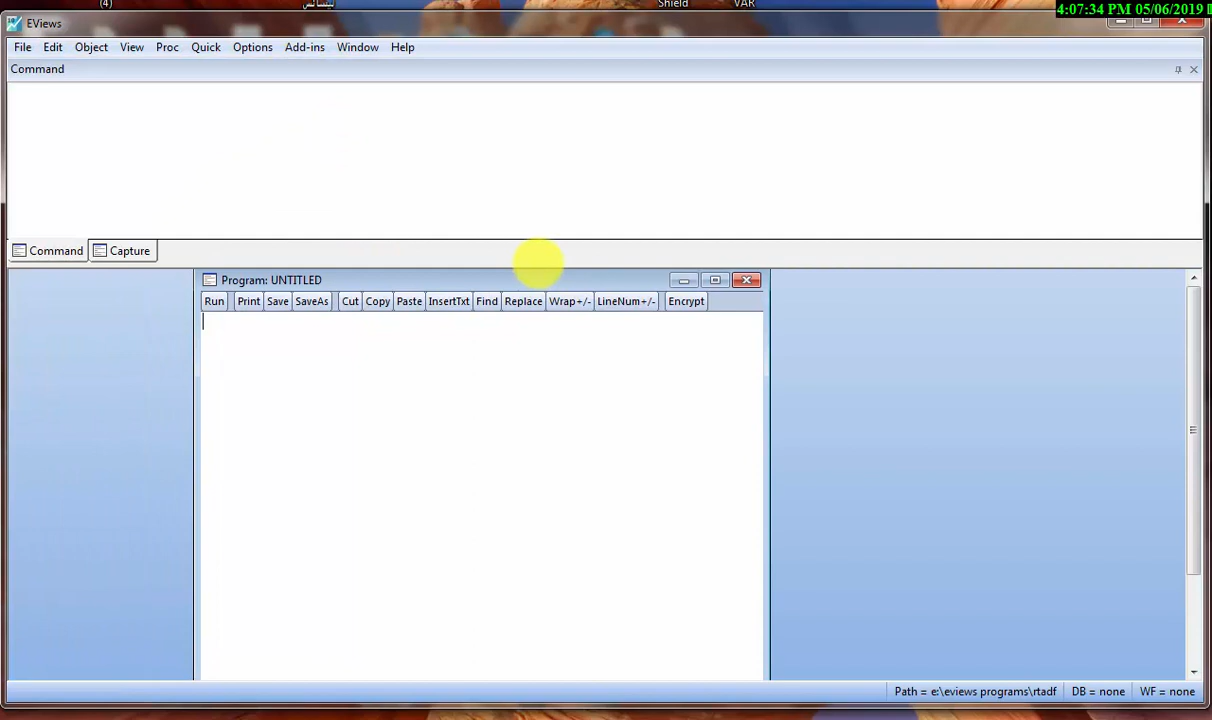 (4) بيسانس Shield VAR
4:07:34 PM 05/06/2019
EViews
File Edit Object View Proc Quick Options Add-ins Window Help
Command
Command Capture
Program: UNTITLED
Run Print Save SaveAs Cut Copy Paste InsertTxt Find Replace Wrap+/- LineNum+/- Encrypt
Path = e:\eviews programs\rtadf DB = none WF = none